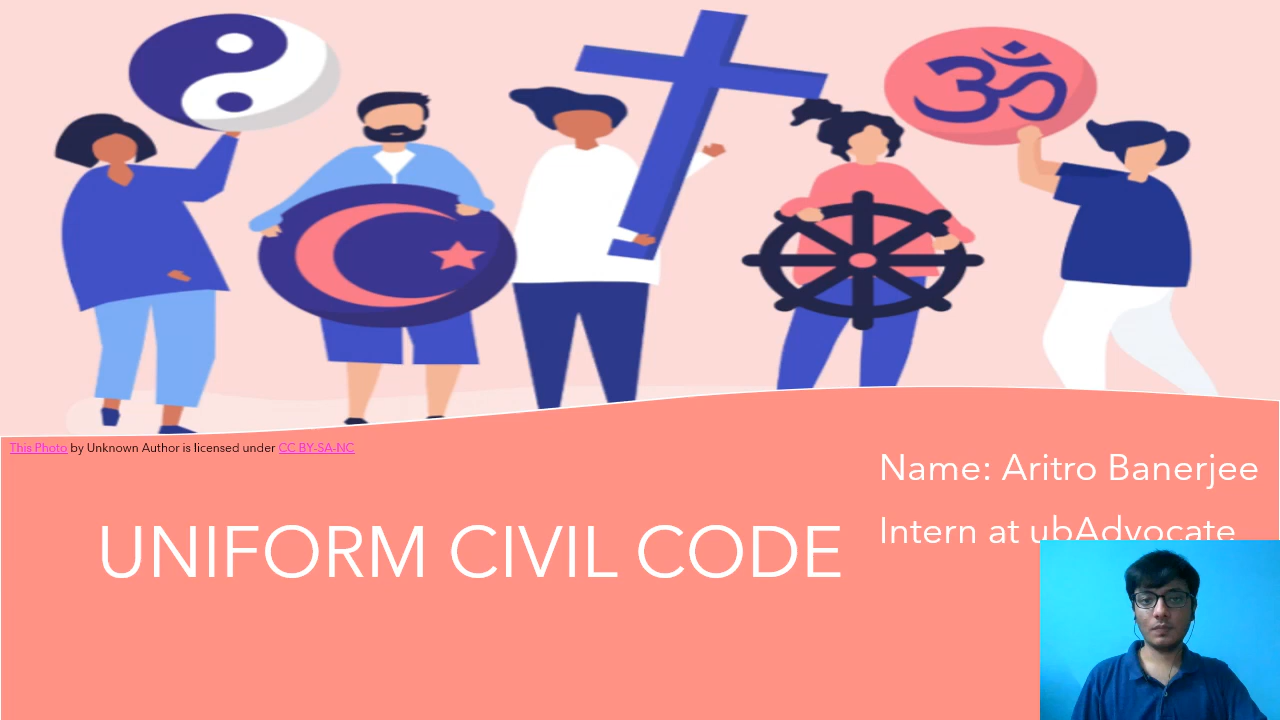 This Photo by Unknown Author is licensed under CC BY-SA-NC
Name: Aritro Banerjee
Intern at ubAdvocate
UNIFORM CIVIL CODE